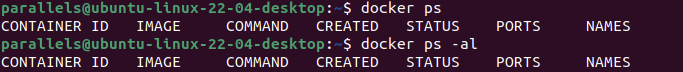 parallels@ubuntu-linux-22-04-desktop:~$ docker ps
CONTAINER ID   IMAGE     COMMAND   CREATED   STATUS    PORTS     NAMES
parallels@ubuntu-linux-22-04-desktop:~$ docker ps -al
CONTAINER ID   IMAGE     COMMAND   CREATED   STATUS    PORTS     NAMES